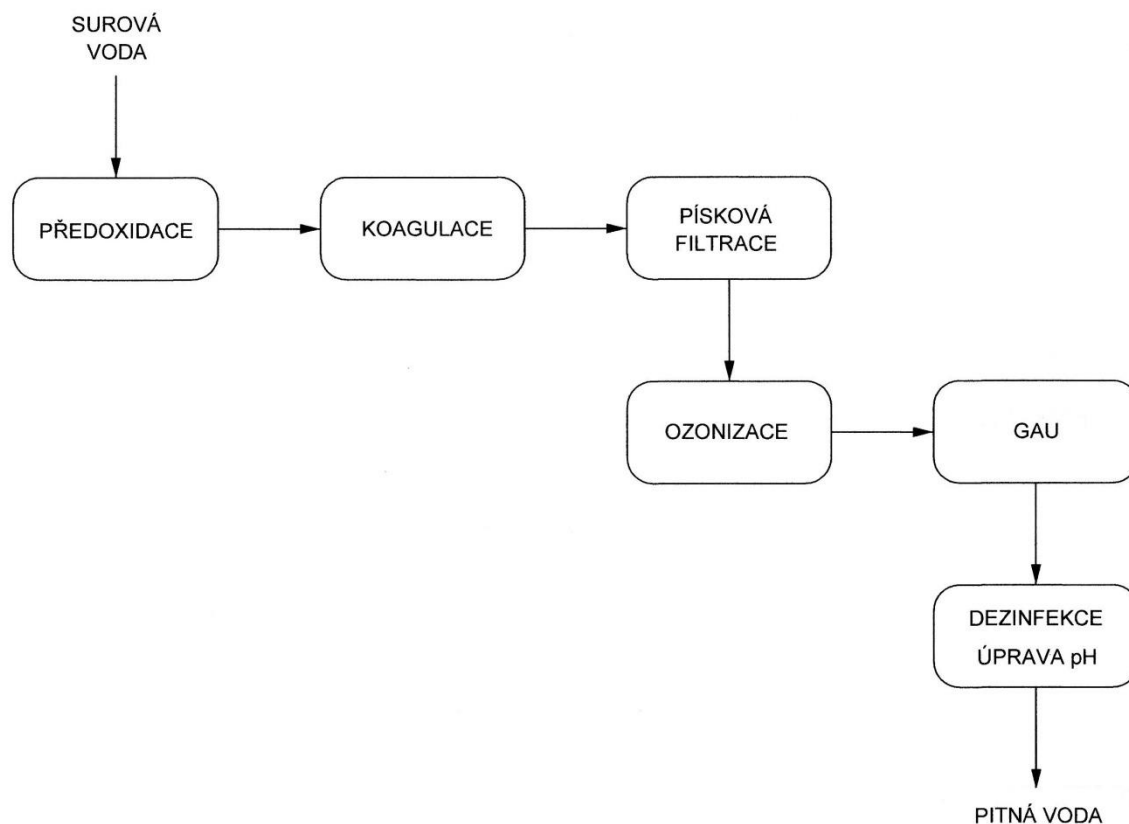 SUROVÁ
VODA
PŘEDOXIDACE
KOAGULACE
PÍSKOVÁ
FILTRACE
OZONIZACE
GAU
DEZINFEKCE
ÚPRAVA pH
PITNÁ VODA